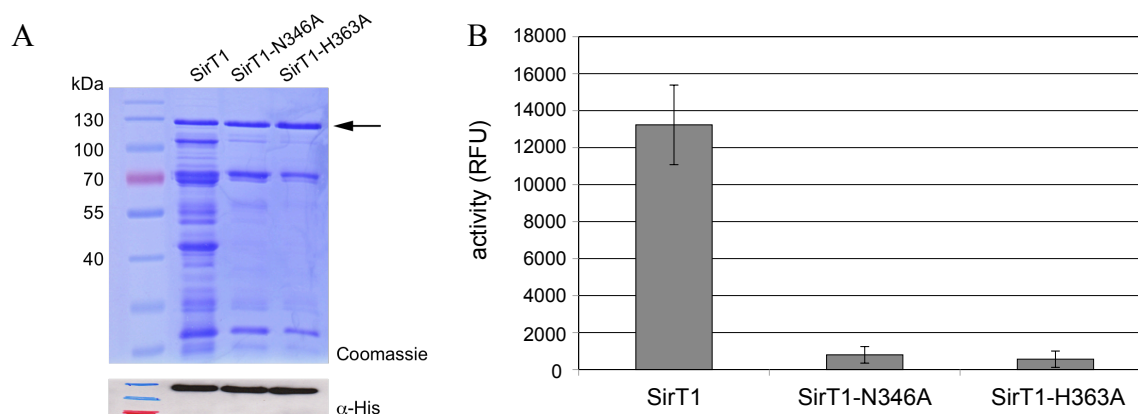 A
kDa
SirT1
SirT1-N346A
SirT1-H363A
130
100
70
55
40
Coomassie
α-His
B
activity (RFU)
18000
16000
14000
12000
10000
8000
6000
4000
2000
0
SirT1
SirT1-N346A
SirT1-H363A